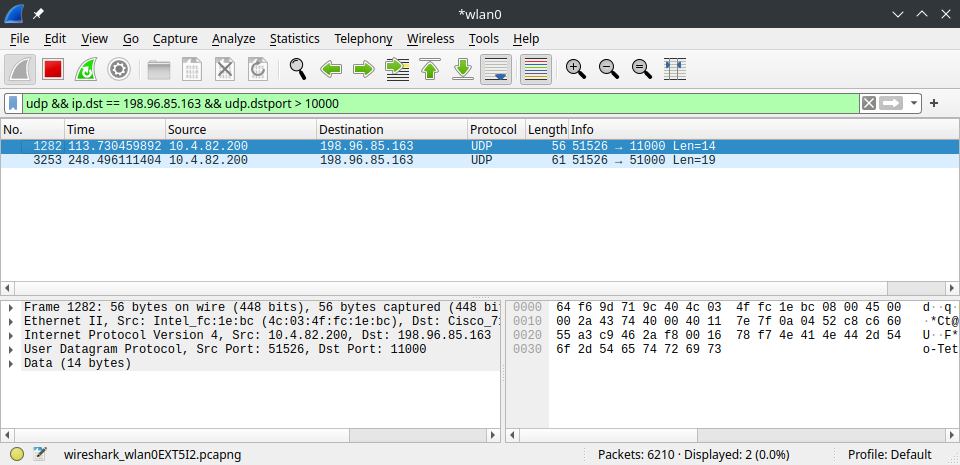 *wlan0
File Edit View Go Capture Analyze Statistics Telephony Wireless Tools Help
udp && ip.dst == 198.96.85.163 && udp.dstport > 10000
No. Time Source Destination Protocol Length Info
1282 113.730459892 10.4.82.200 198.96.85.163 UDP 56 51526 → 11000 Len=14
3253 248.496111404 10.4.82.200 198.96.85.163 UDP 61 51526 → 51000 Len=19
Frame 1282: 56 bytes on wire (448 bits), 56 bytes captured (448 bi
Ethernet II, Src: Intel_fc:1e:bc (4c:03:4f:fc:1e:bc), Dst: Cisco_7
Internet Protocol Version 4, Src: 10.4.82.200, Dst: 198.96.85.163
User Datagram Protocol, Src Port: 51526, Dst Port: 11000
Data (14 bytes)
0000 64 f6 9d 71 9c 40 4c 03 4f fc 1e bc 08 00 45 00 d··q·
0010 00 2a 43 74 40 00 40 11 7e 7f 0a 04 52 c8 c6 60 ·*Ct@
0020 55 a3 c9 46 2a f8 00 16 78 f7 4e 41 4e 44 2d 54 U··F*
0030 6f 2d 54 65 74 72 69 73 o-Tet
wireshark_wlan0EXT5I2.pcapng Packets: 6210 · Displayed: 2 (0.0%) Profile: Default